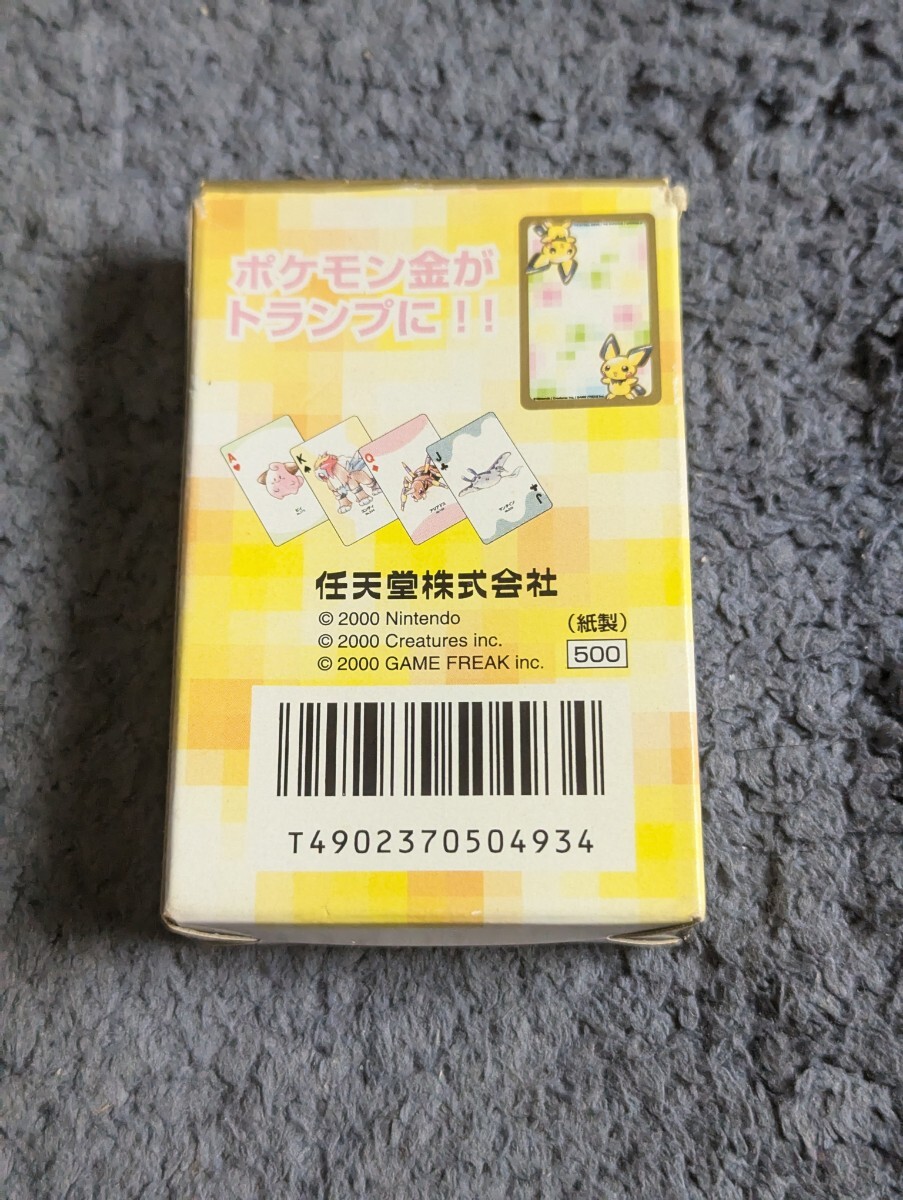 ポケモン金が
トランプに!!
A
K
Q
J
J
任天堂株式会社
© 2000 Nintendo
© 2000 Creatures inc.
© 2000 GAME FREAK inc.
(紙製)
500
T4902370504934